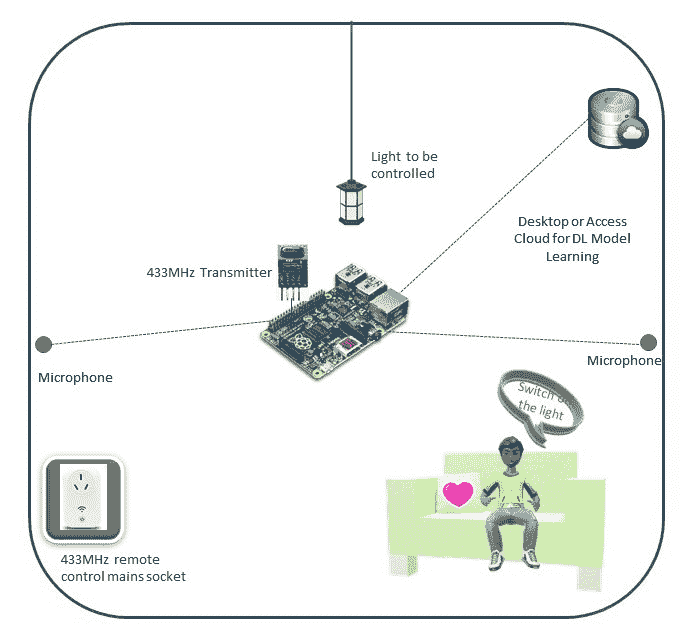 Light to be
controlled
Desktop or Access
Cloud for DL Model
Learning
433MHz Transmitter
Microphone
Microphone
Switch
the light
433MHz remote
control mains socket